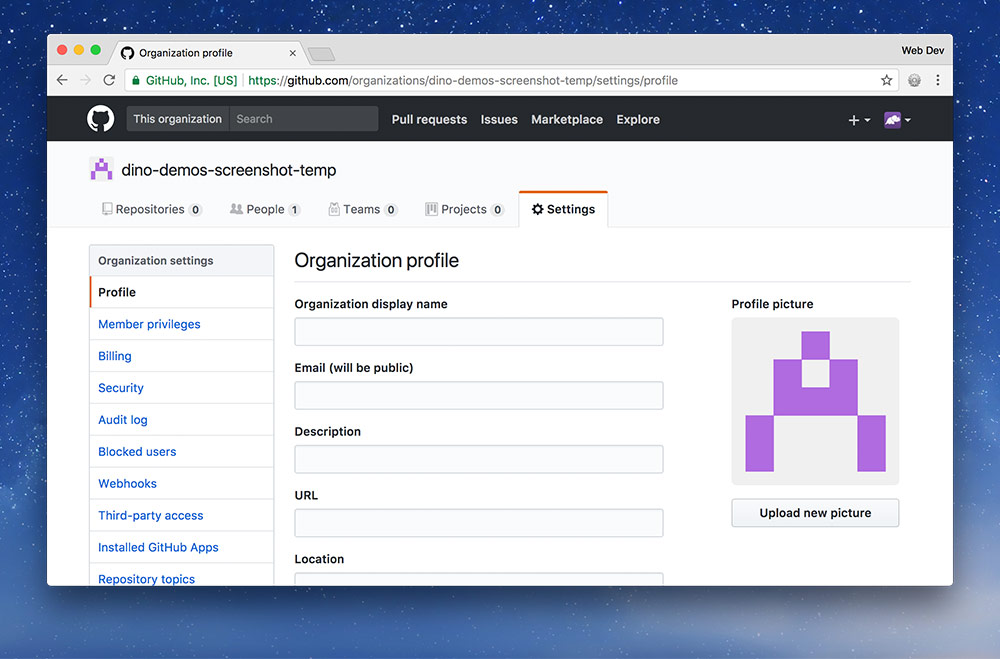 Organization profile
Web Dev
GitHub, Inc. [US] https://github.com/organizations/dino-demos-screenshot-temp/settings/profile
This organization Search Pull requests Issues Marketplace Explore
dino-demos-screenshot-temp
Repositories 0 People 1 Teams 0 Projects 0 Settings
Organization settings
Profile
Member privileges
Billing
Security
Audit log
Blocked users
Webhooks
Third-party access
Installed GitHub Apps
Repository topics
Organization profile
Organization display name
Email (will be public)
Description
URL
Location
Profile picture
Upload new picture